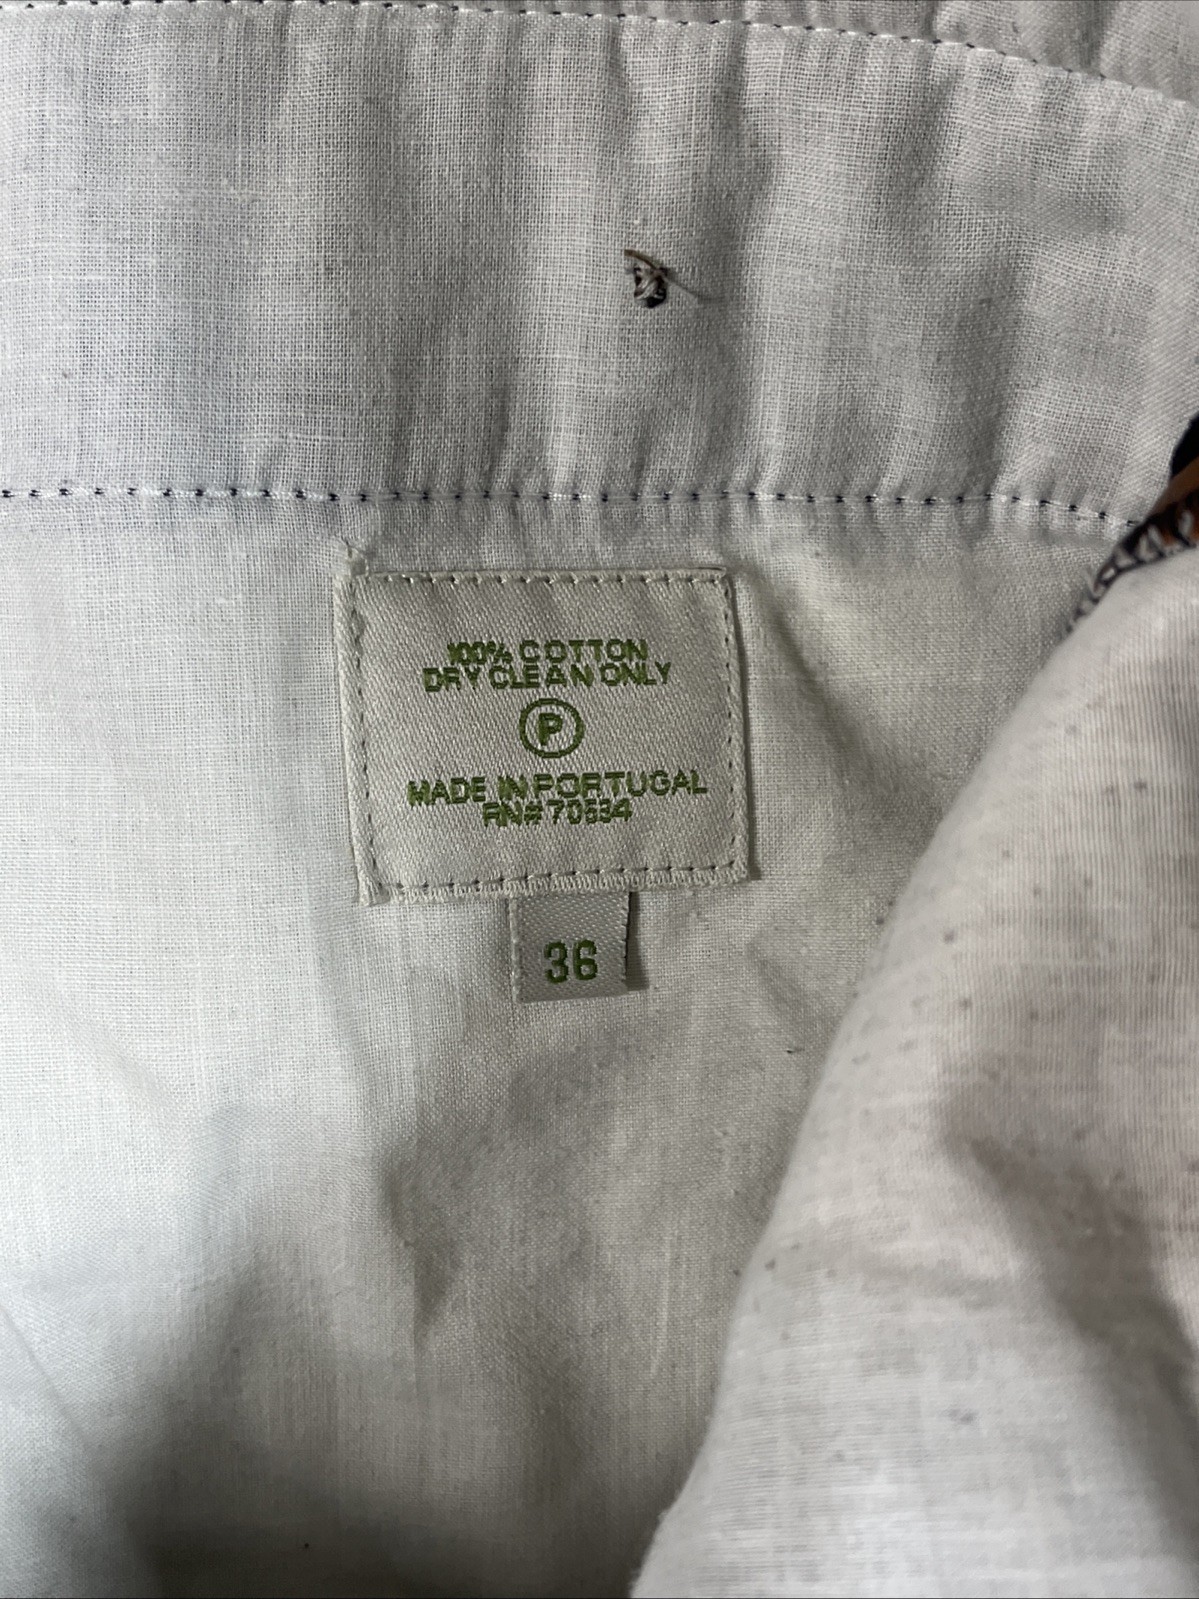 100% COTTON
DRY CLEAN ONLY
P
MADE IN PORTUGAL
RN# 70534
36